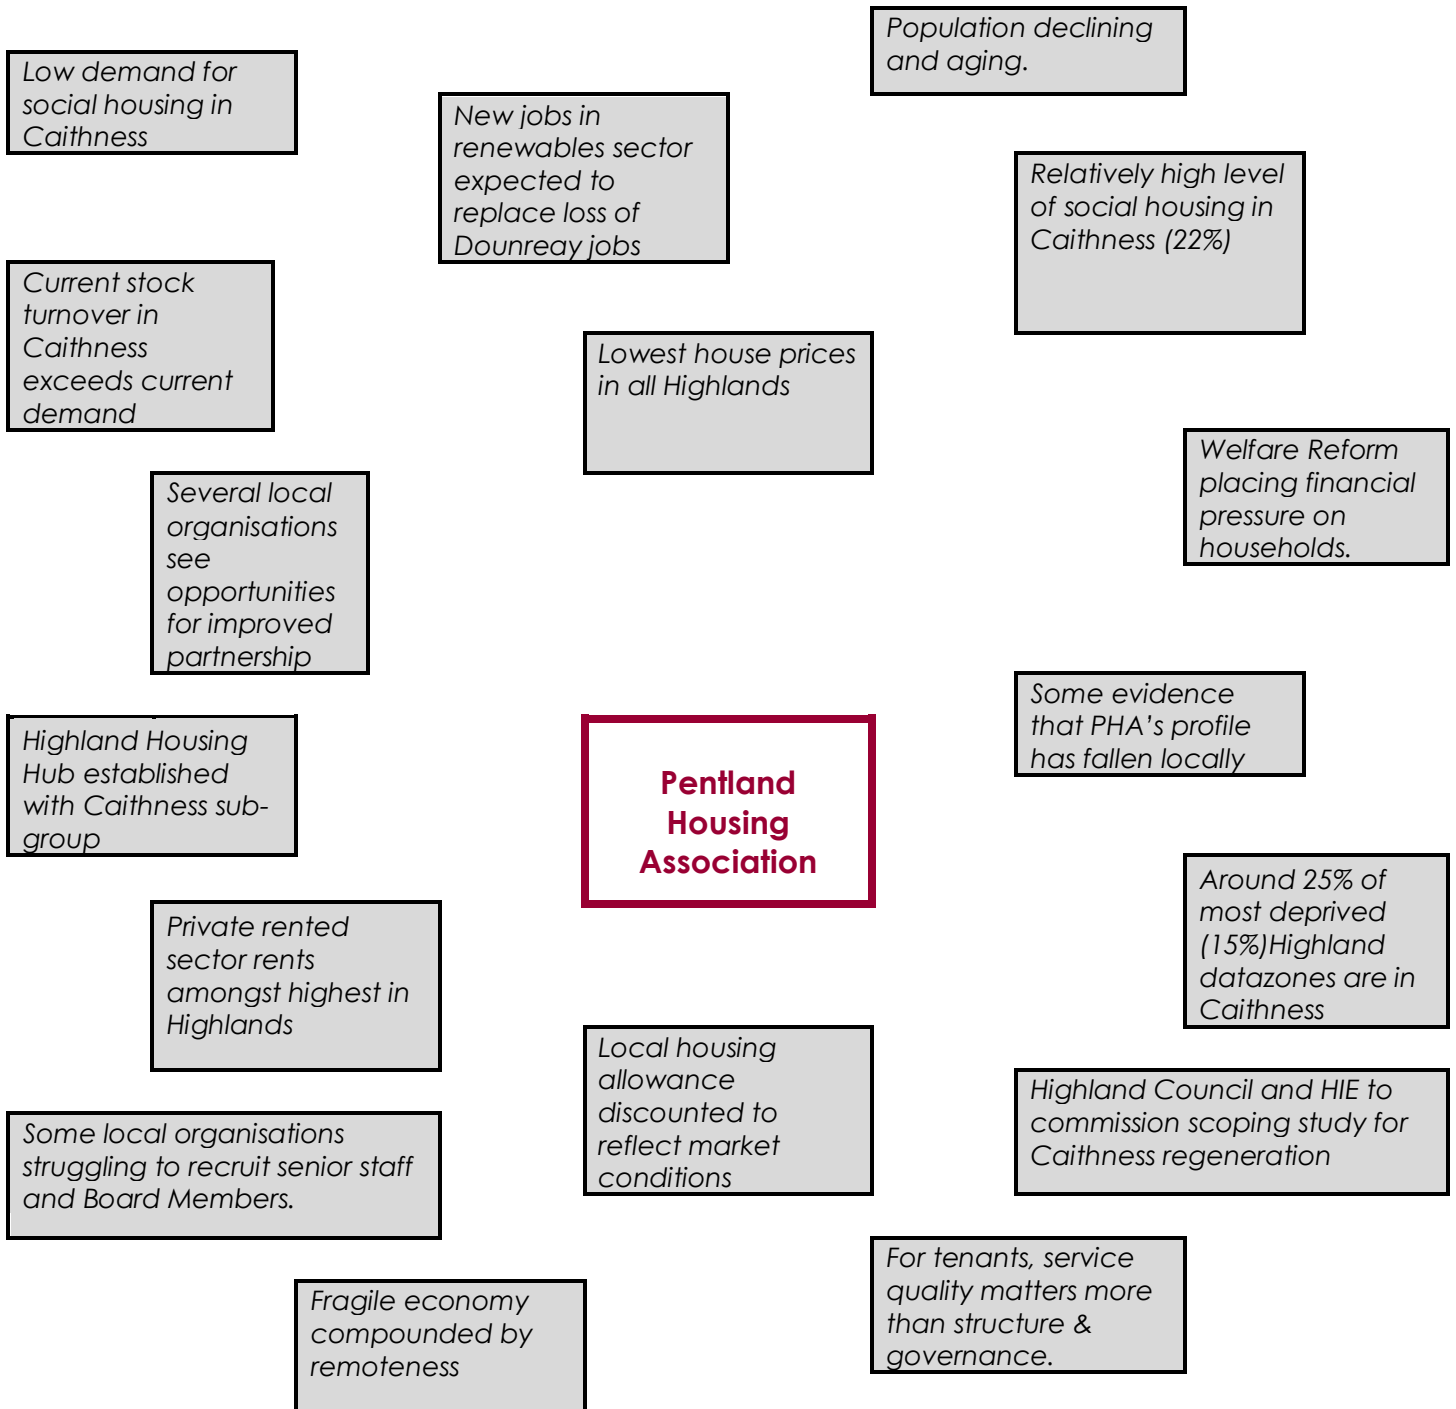 Population declining
and aging.
Low demand for
social housing in
Caithness
New jobs in
renewables sector
expected to
replace loss of
Dounreay jobs
Relatively high level
of social housing in
Caithness (22%)
Current stock
turnover in
Caithness
exceeds current
demand
Lowest house prices
in all Highlands
Welfare Reform
placing financial
pressure on
households.
Several local
organisations
see
opportunities
for improved
partnership
Some evidence
that PHA’s profile
has fallen locally
Highland Housing
Hub established
with Caithness sub-
group
Pentland
Housing
Association
Around 25% of
most deprived
(15%)Highland
datazones are in
Caithness
Private rented
sector rents
amongst highest in
Highlands
Local housing
allowance
discounted to
reflect market
conditions
Highland Council and HIE to
commission scoping study for
Caithness regeneration
Some local organisations
struggling to recruit senior staff
and Board Members.
For tenants, service
quality matters more
than structure &
governance.
Fragile economy
compounded by
remoteness